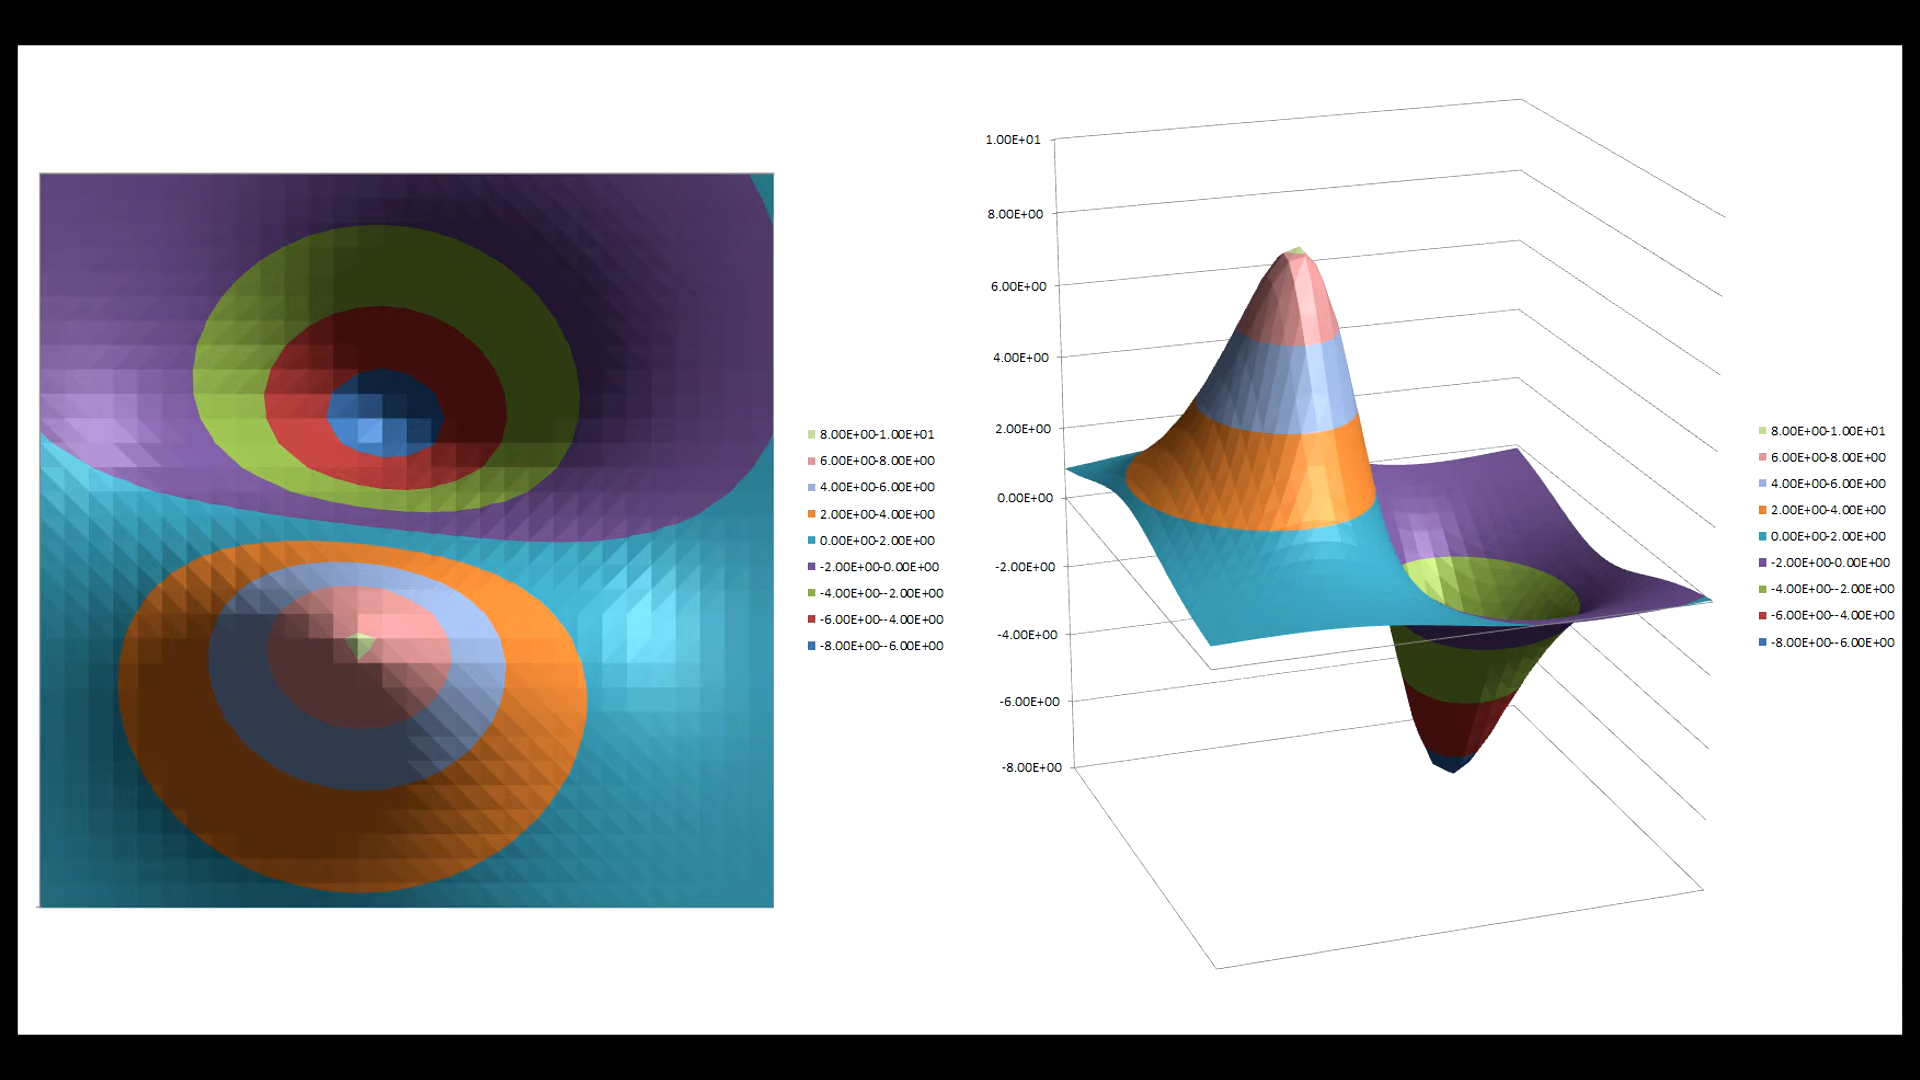 8.00E+00-1.00E+01
6.00E+00-8.00E+00
4.00E+00-6.00E+00
2.00E+00-4.00E+00
0.00E+00-2.00E+00
-2.00E+00-0.00E+00
-4.00E+00--2.00E+00
-6.00E+00--4.00E+00
-8.00E+00--6.00E+00
1.00E+01
8.00E+00
6.00E+00
4.00E+00
2.00E+00
0.00E+00
-2.00E+00
-4.00E+00
-6.00E+00
-8.00E+00
8.00E+00-1.00E+01
6.00E+00-8.00E+00
4.00E+00-6.00E+00
2.00E+00-4.00E+00
0.00E+00-2.00E+00
-2.00E+00-0.00E+00
-4.00E+00--2.00E+00
-6.00E+00--4.00E+00
-8.00E+00--6.00E+00